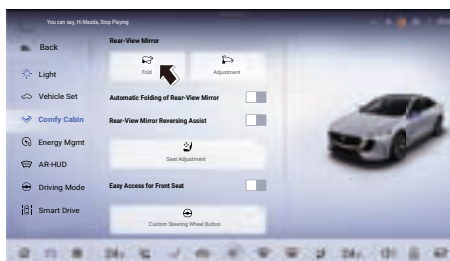 You can say, Hi Mazda, Stop Playing
Back
Light
Vehicle Set
Comfy Cabin
Energy Mgmt
AR-HUD
Driving Mode
Smart Drive
Rear-View Mirror
Fold
Adjustment
Automatic Folding of Rear-View Mirror
Rear-View Mirror Reversing Assist
Seat Adjustment
Easy Access for Front Seat
Custom Steering Wheel Button